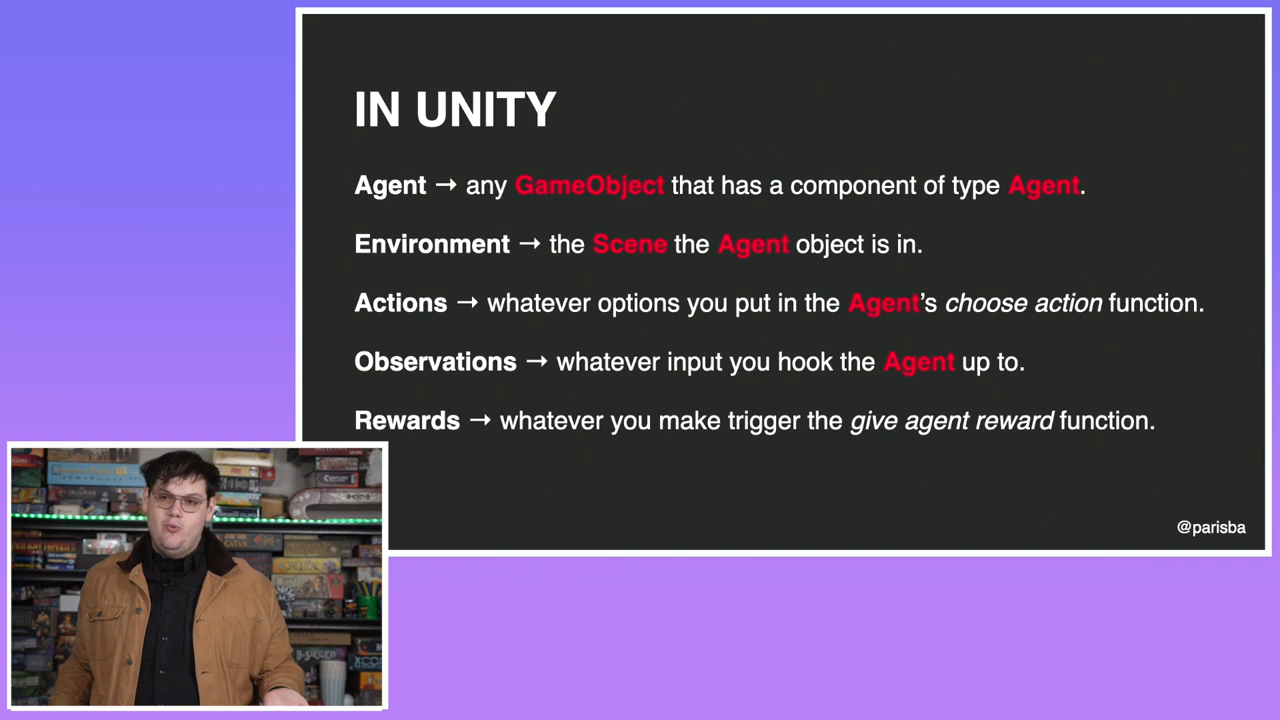 IN UNITY
Agent → any GameObject that has a component of type Agent.
Environment → the Scene the Agent object is in.
Actions → whatever options you put in the Agent’s choose action function.
Observations → whatever input you hook the Agent up to.
Rewards → whatever you make trigger the give agent reward function.
@parisba
CATAN
XCOM